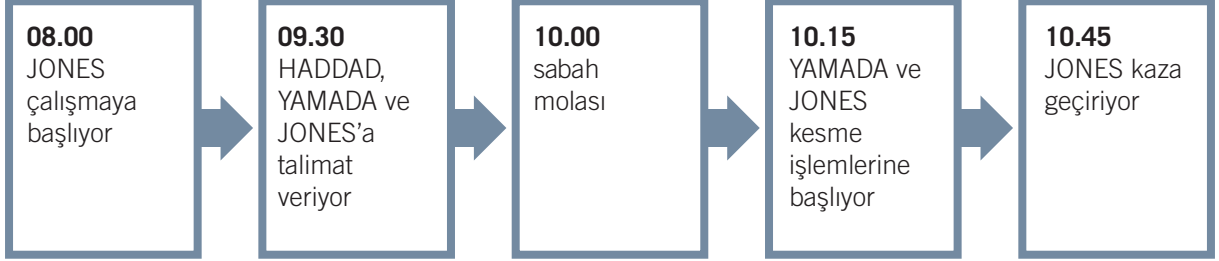 08.00
JONES
çalışmaya
başlıyor
09.30
HADDAD,
YAMADA ve
JONES’a
talimat
veriyor
10.00
sabah
molası
10.15
YAMADA ve
JONES
kesme
işlemlerine
başlıyor
10.45
JONES kaza
geçiriyor